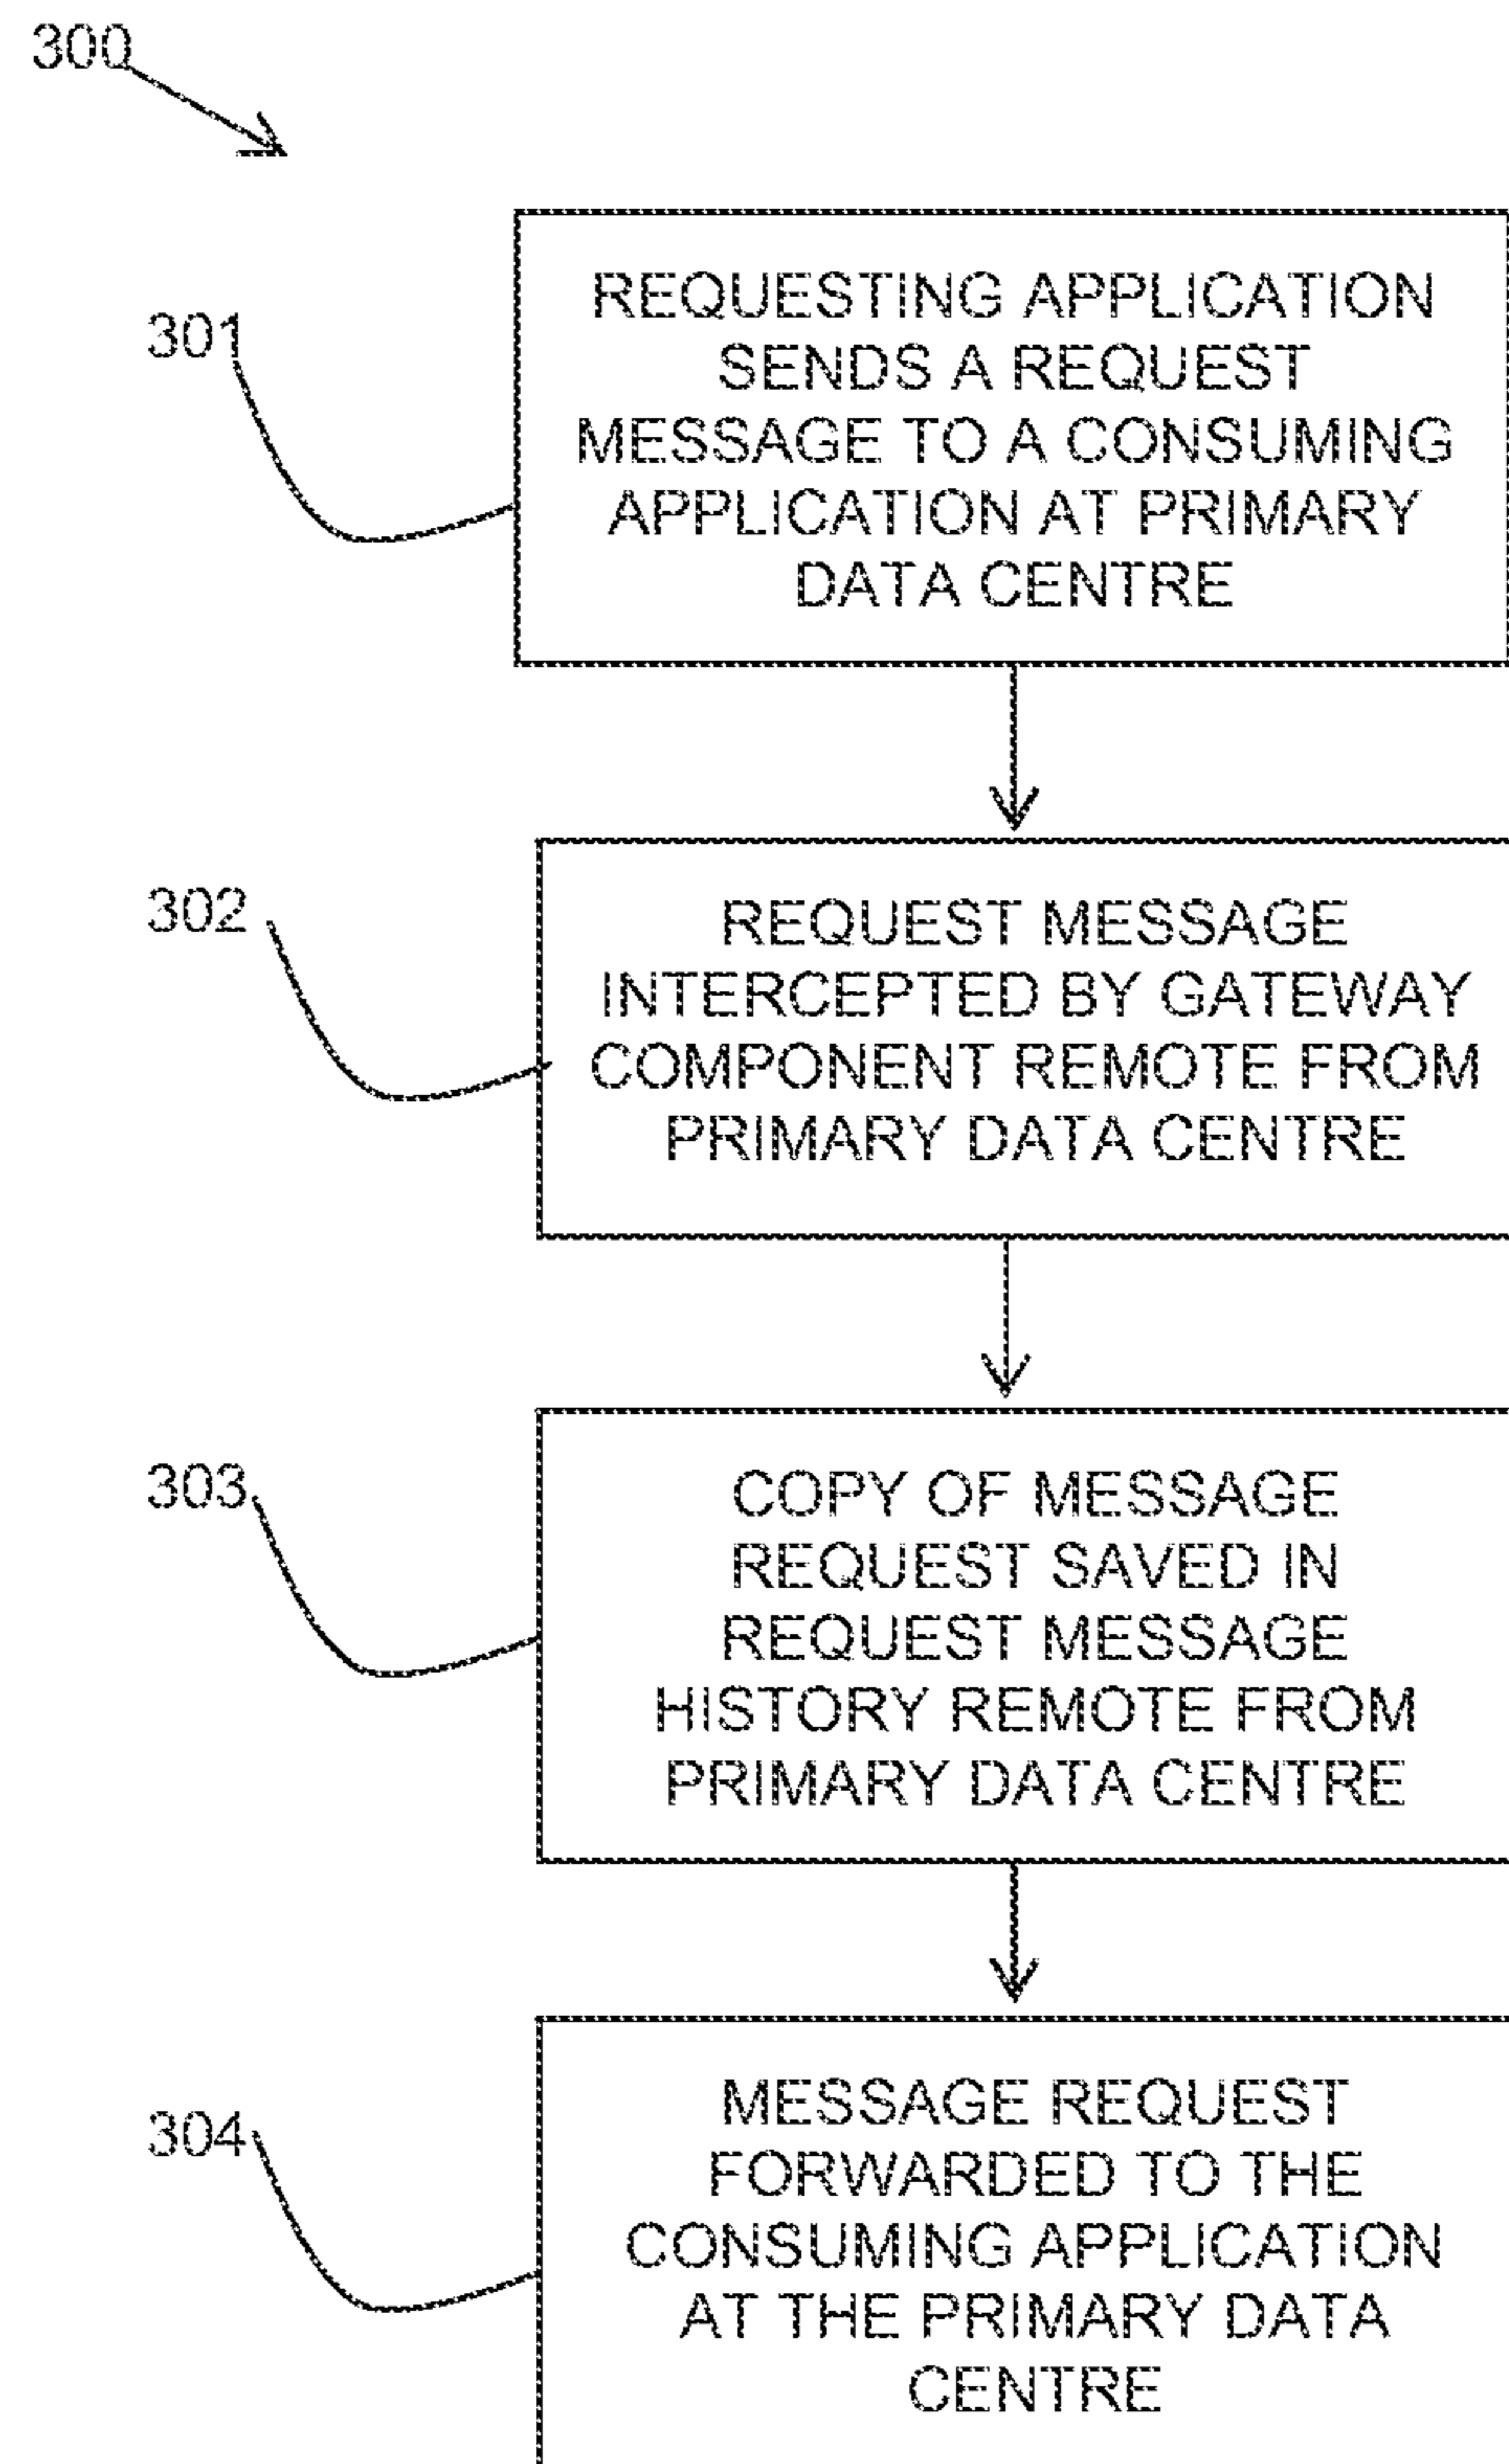 300
301
REQUESTING APPLICATION
SENDS A REQUEST
MESSAGE TO A CONSUMING
APPLICATION AT PRIMARY
DATA CENTRE
302
REQUEST MESSAGE
INTERCEPTED BY GATEWAY
COMPONENT REMOTE FROM
PRIMARY DATA CENTRE
303
COPY OF MESSAGE
REQUEST SAVED IN
REQUEST MESSAGE
HISTORY REMOTE FROM
PRIMARY DATA CENTRE
304
MESSAGE REQUEST
FORWARDED TO THE
CONSUMING APPLICATION
AT THE PRIMARY DATA
CENTRE